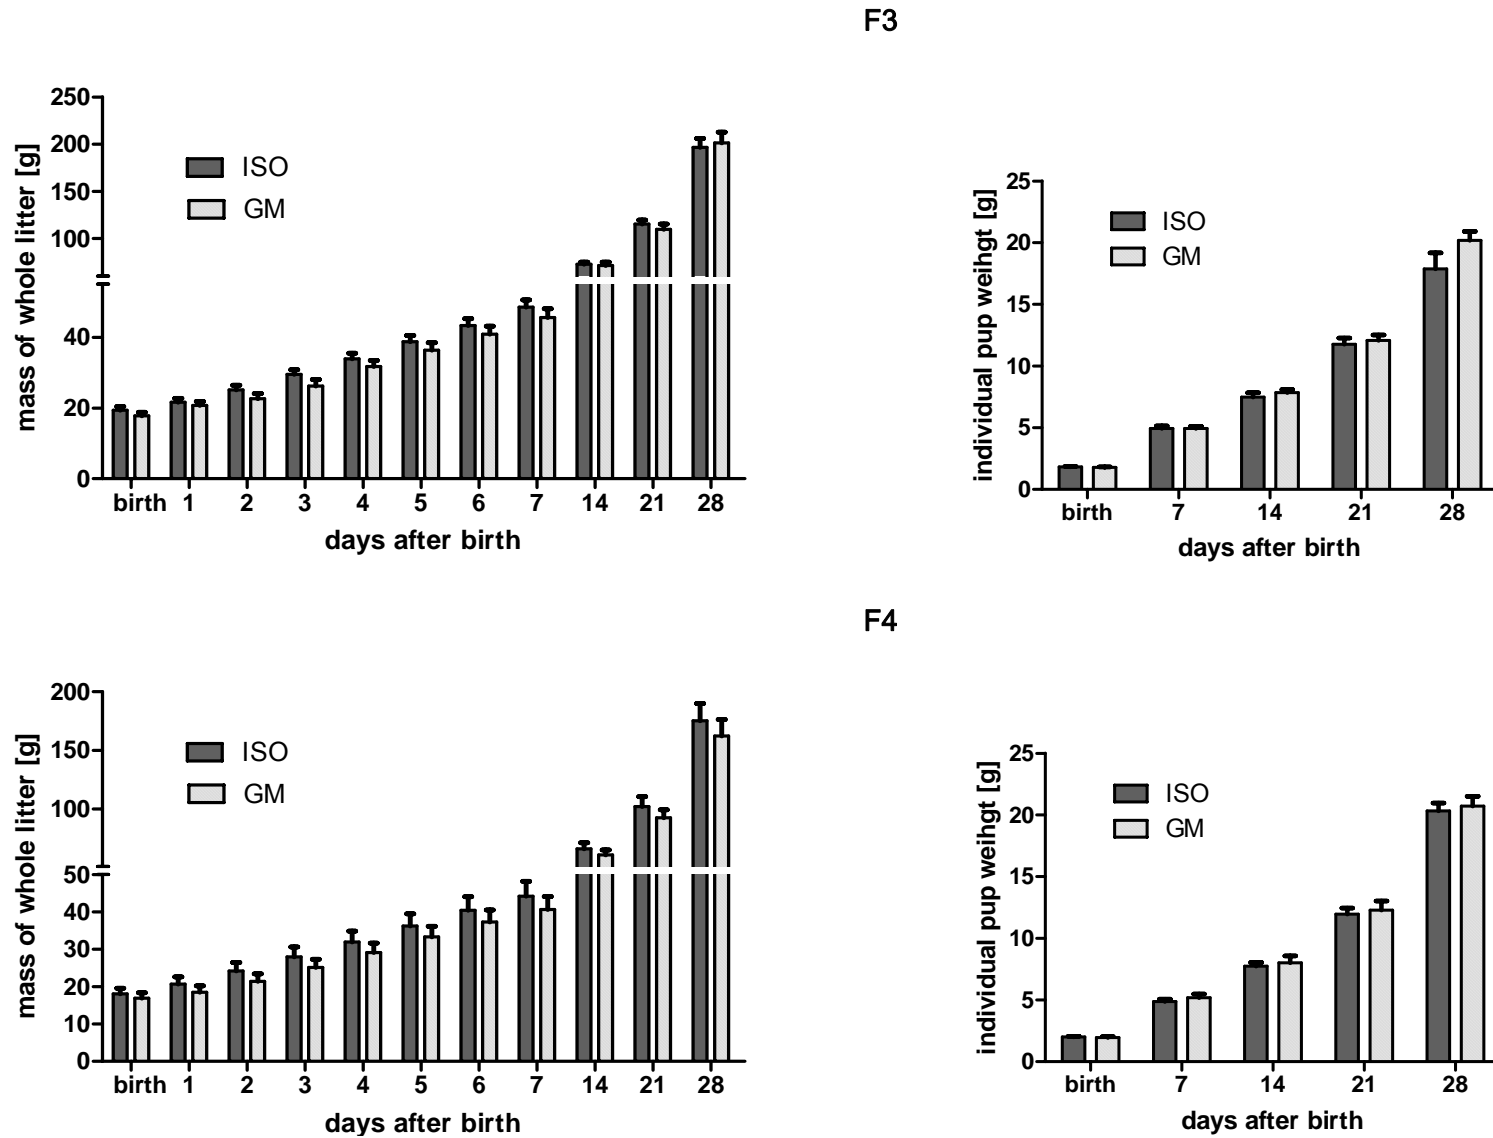 F3
mass of whole litter [g]
250
200
150
100
40
20
0
ISO
GM
birth 1 2 3 4 5 6 7 14 21 28
days after birth
individual pup weihgt [g]
25
20
15
10
5
0
ISO
GM
birth 7 14 21 28
days after birth
F4
mass of whole litter [g]
200
150
100
50
40
30
20
10
0
ISO
GM
birth 1 2 3 4 5 6 7 14 21 28
days after birth
individual pup weihgt [g]
25
20
15
10
5
0
ISO
GM
birth 7 14 21 28
days after birth